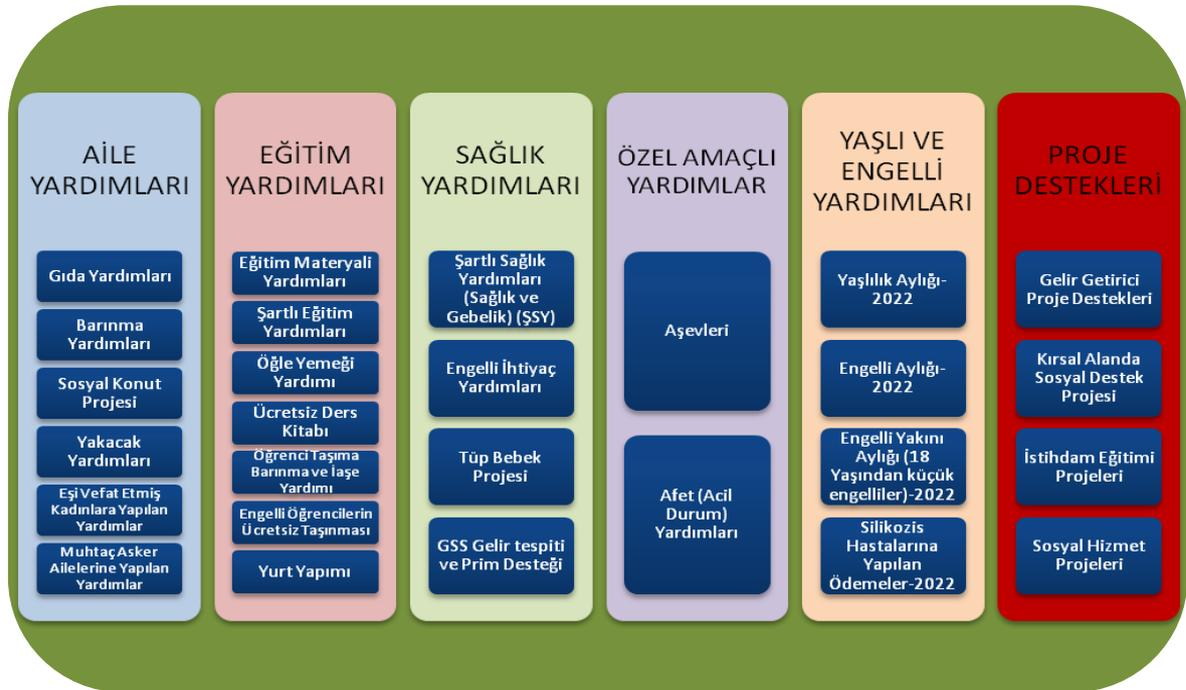 AİLE
YARDIMLARI
Gıda Yardımları
Barınma
Yardımları
Sosyal Konut
Projesi
Yakacak
Yardımları
Eşi Vefat Etmiş
Kadınlara Yapılan
Yardımlar
Muhtaç Asker
Ailelerine Yapılan
Yardımlar
EĞİTİM
YARDIMLARI
Eğitim Materyali
Yardımları
Şartlı Eğitim
Yardımları
Öğle Yemeği
Yardımı
Ücretsiz Ders
Kitabı
Öğrenci Taşıma
Barınma ve İaşe
Yardımı
Engelli Öğrencilerin
Ücretsiz Taşınması
Yurt Yapımı
SAĞLIK
YARDIMLARI
Şartlı Sağlık
Yardımları
(Sağlık ve
Gebelik) (ŞSY)
Engelli İhtiyaç
Yardımları
Tüp Bebek
Projesi
GSS Gelir tespiti
ve Prim Desteği
ÖZEL AMAÇLI
YARDIMLAR
Aşevleri
Afet (Acil
Durum)
Yardımları
YAŞLI VE
ENGELLİ
YARDIMLARI
Yaşlılık Aylığı-
2022
Engelli Aylığı-
2022
Engelli Yakını
Aylığı (18
Yaşından küçük
engelliler)-2022
Silikozis
Hastalarına
Yapılan
Ödemeler-2022
PROJE
DESTEKLERİ
Gelir Getirici
Proje Destekleri
Kırsal Alanda
Sosyal Destek
Projesi
İstihdam Eğitimi
Projeleri
Sosyal Hizmet
Projeleri